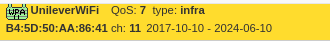 WPA UnileverWiFi QoS: 7 type: infra
B4:5D:50:AA:86:41 ch: 11 2017-10-10 - 2024-06-10